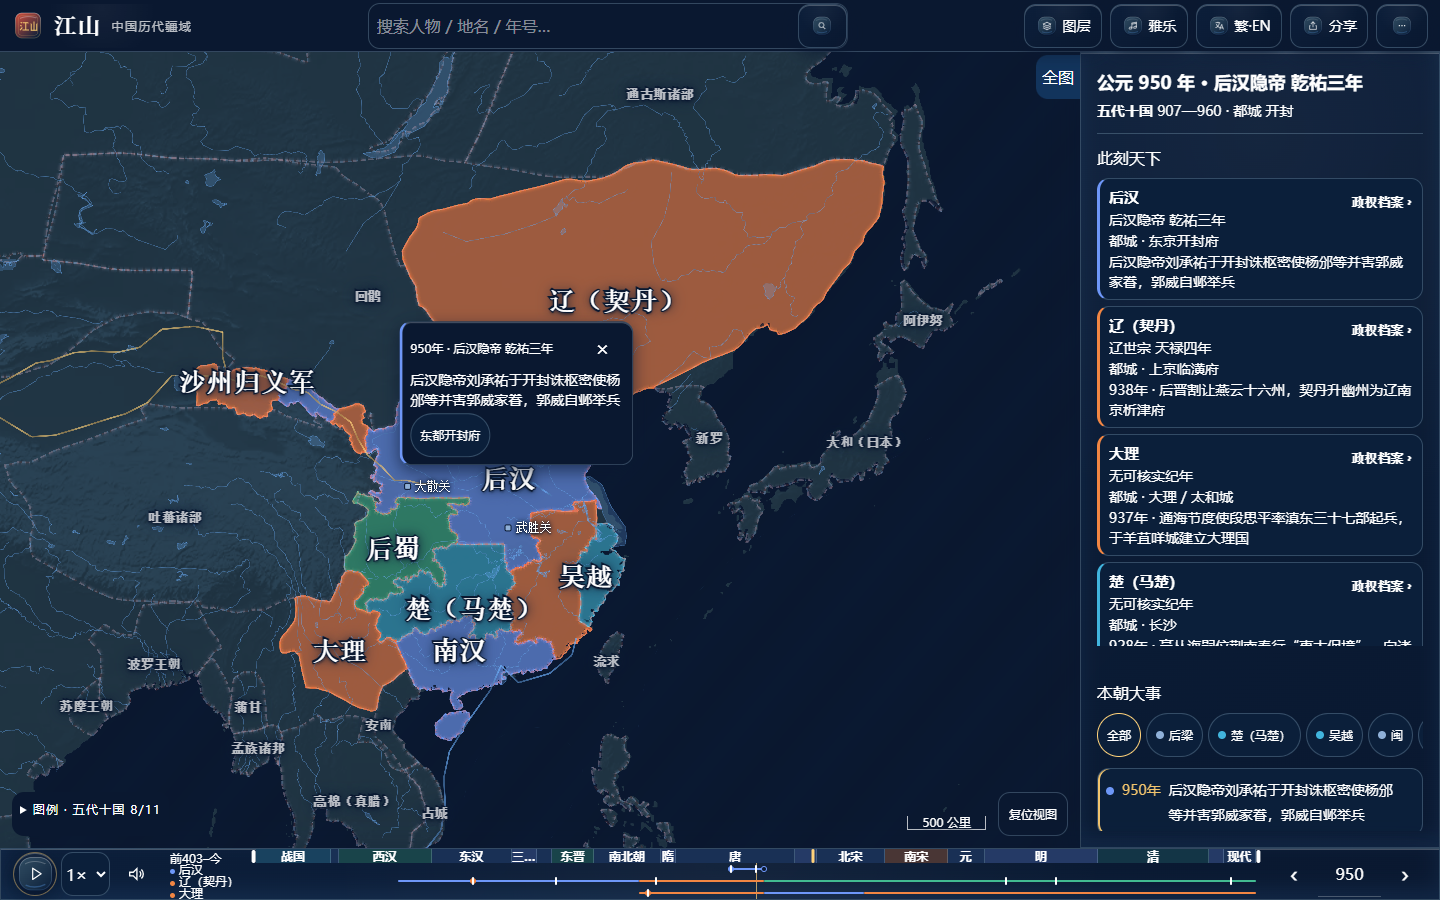 江山
江山
中国历代疆域
搜索人物 / 地名 / 年号...
图层
雅乐
繁·EN
分享
全图
通古斯诸部
回鹘
辽（契丹）
阿伊努
沙州归义军
新罗
大和（日本）
950年 · 后汉隐帝 乾祐三年
后汉隐帝刘承祐于开封诛枢密使杨
邠等并害郭威家眷，郭威自邺举兵
东都开封府
后汉
大散关
武胜关
吐蕃诸部
后蜀
吴越
楚（马楚）
大理
南汉
流求
波罗王朝
苏摩王朝
蒲甘
安南
孟族诸邦
高棉（真腊）
占城
图例 · 五代十国 8/11
500 公里
复位视图
公元 950 年 • 后汉隐帝 乾祐三年
五代十国 907—960 · 都城 开封
此刻天下
后汉
政权档案 ›
后汉隐帝 乾祐三年
都城 · 东京开封府
后汉隐帝刘承祐于开封诛枢密使杨邠等并害郭威
家眷，郭威自邺举兵
辽（契丹）
政权档案 ›
辽世宗 天禄四年
都城 · 上京临潢府
938年 · 后晋割让燕云十六州，契丹升幽州为辽南
京析津府
大理
政权档案 ›
无可核实纪年
都城 · 大理 / 太和城
937年 · 通海节度使段思平率滇东三十七部起兵，
于羊苴咩城建立大理国
楚（马楚）
政权档案 ›
无可核实纪年
都城 · 长沙
本朝大事
全部
后梁
楚（马楚）
吴越
闽
950年 后汉隐帝刘承祐于开封诛枢密使杨邠
等并害郭威家眷，郭威自邺举兵
1×
前403–今
后汉
辽（契丹）
大理
战国 西汉 东汉 三... 东晋 南北朝 隋 唐 北宋 南宋 元 明 清 现代
‹ 950 ›